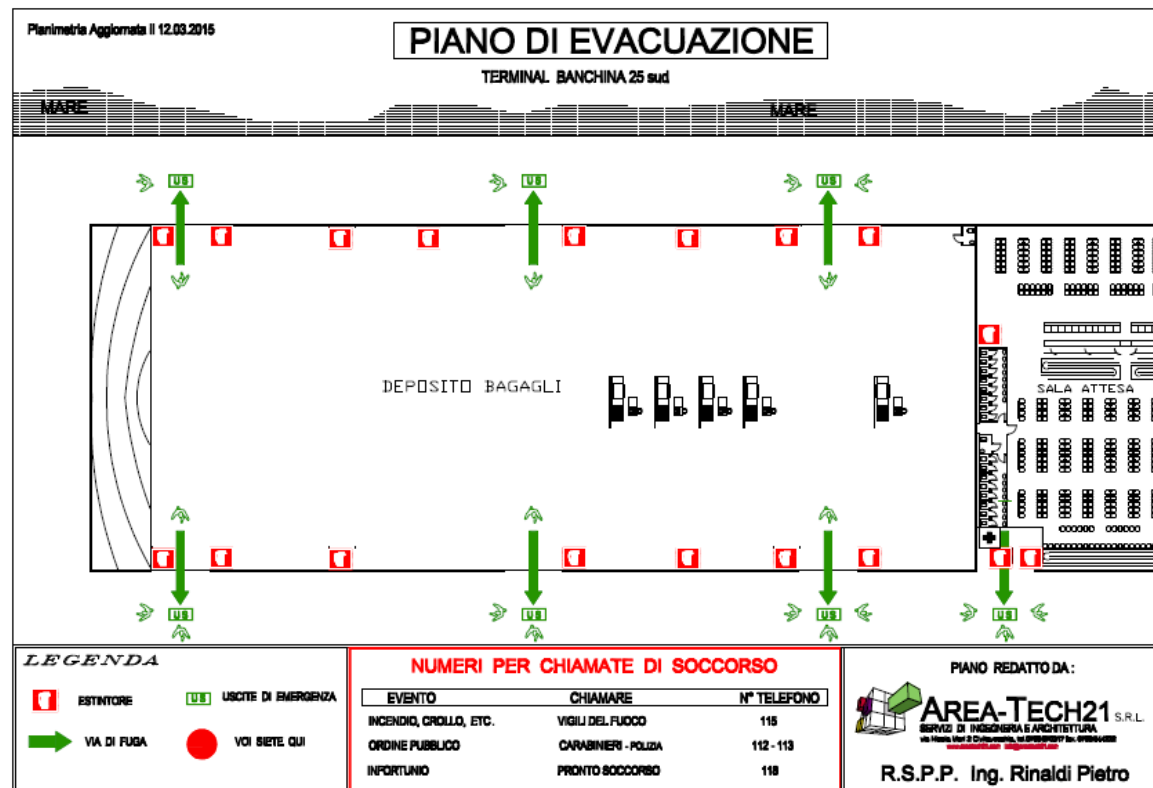 Planimetria Aggiornata il 12.03.2015
PIANO DI EVACUAZIONE
TERMINAL BANCHINA 25 sud
MARE
MARE
US
US
US
DEPOSITO BAGAGLI
SALA ATTESA
US
US
US
US
LEGENDA
ESTINTORE
US USCITE DI EMERGENZA
VIA DI FUGA
VOI SIETE QUI
NUMERI PER CHIAMATE DI SOCCORSO
EVENTO CHIAMARE N° TELEFONO
INCENDIO, CROLLO, ETC. VIGILI DEL FUOCO 115
ORDINE PUBBLICO CARABINIERI - POLIZIA 112 - 113
INFORTUNIO PRONTO SOCCORSO 118
PIANO REDATTO DA :
AREA-TECH21 S.R.L.
SERVIZI DI INGEGNERIA E ARCHITETTURA
R.S.P.P. Ing. Rinaldi Pietro